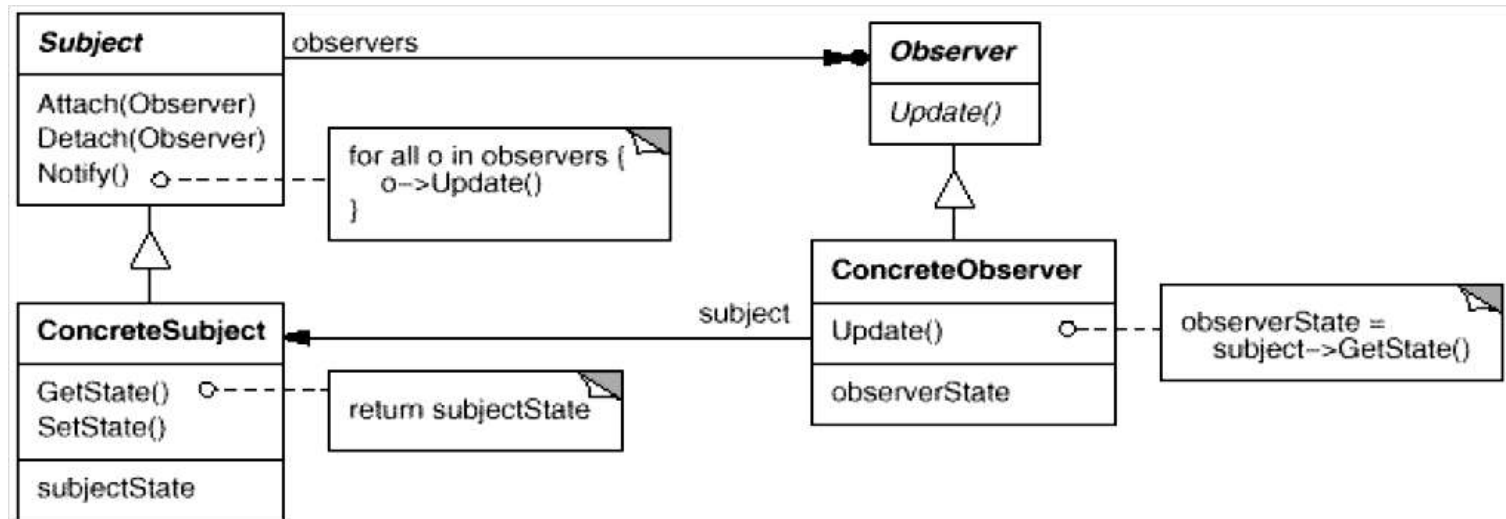 Subject
observers
Observer
Attach(Observer)
Detach(Observer)
Notify()
for all o in observers {
o->Update()
}
Update()
ConcreteObserver
Update()
observerState
observerState =
subject->GetState()
subject
ConcreteSubject
GetState()
SetState()
return subjectState
subjectState